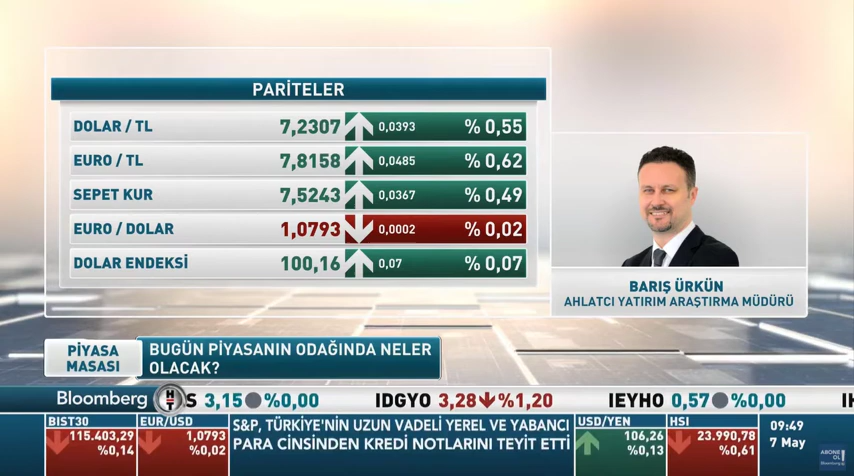 PARİTELER
DOLAR / TL 7,2307 0,0393 % 0,55
EURO / TL 7,8158 0,0485 % 0,62
SEPET KUR 7,5243 0,0367 % 0,49
EURO / DOLAR 1,0793 0,0002 % 0,02
DOLAR ENDEKSİ 100,16 0,07 % 0,07
BARIŞ ÜRKÜN
AHLATCI YATIRIM ARAŞTIRMA MÜDÜRÜ
PİYASA
MASASI
BUGÜN PİYASANIN ODAĞINDA NELER
OLACAK?
Bloomberg HT S 3,15 %0,00 IDGYO 3,28 %1,20 IEYHO 0,57 %0,00 IH
BIST30
115.403,29
%0,14
EUR/USD
1,0793
%0,02
S&P, TÜRKİYE'NİN UZUN VADELİ YEREL VE YABANCI
PARA CİNSİNDEN KREDİ NOTLARINI TEYİT ETTİ
USD/YEN
106,26
%0,13
HSI
23.990,78
%0,61
09:49
7 May
ABONE
OL!